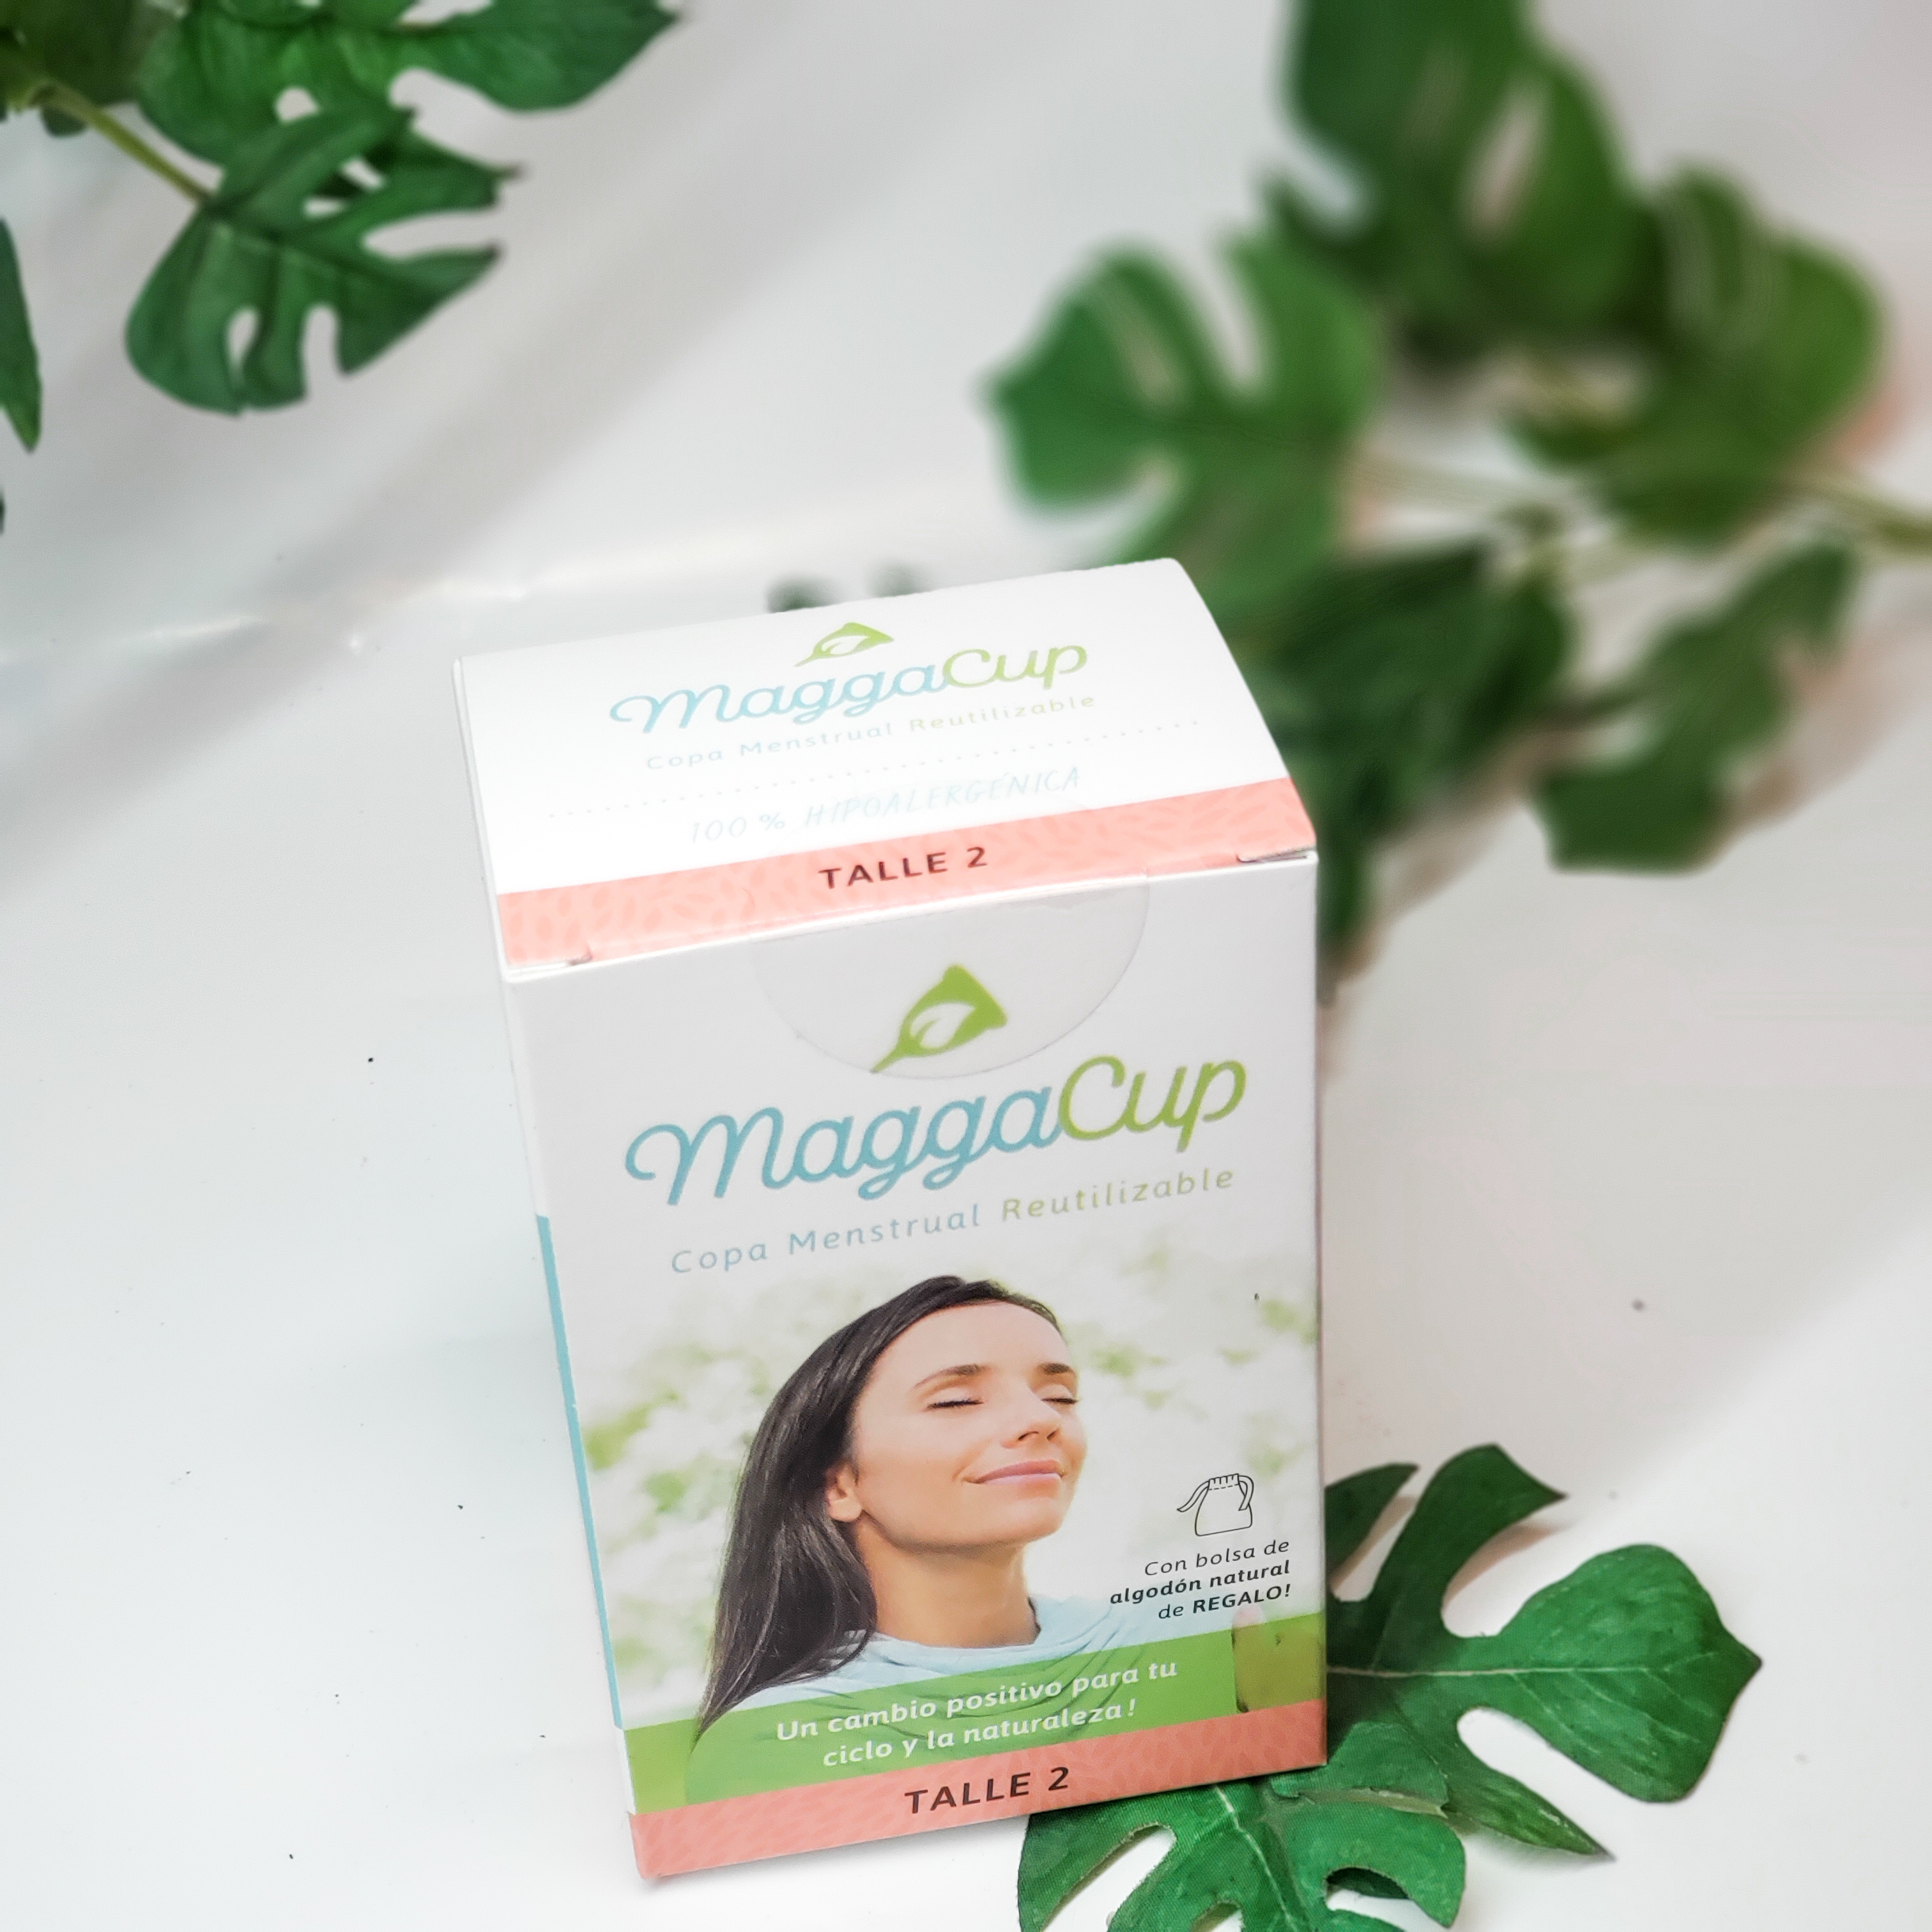 MaggaCup
Copa Menstrual Reutilizable
100% HIPOALERGÉNICA
TALLE 2
MaggaCup
Copa Menstrual Reutilizable
Con bolsa de
algodón natural
de REGALO!
Un cambio positivo para tu
ciclo y la naturaleza!
TALLE 2